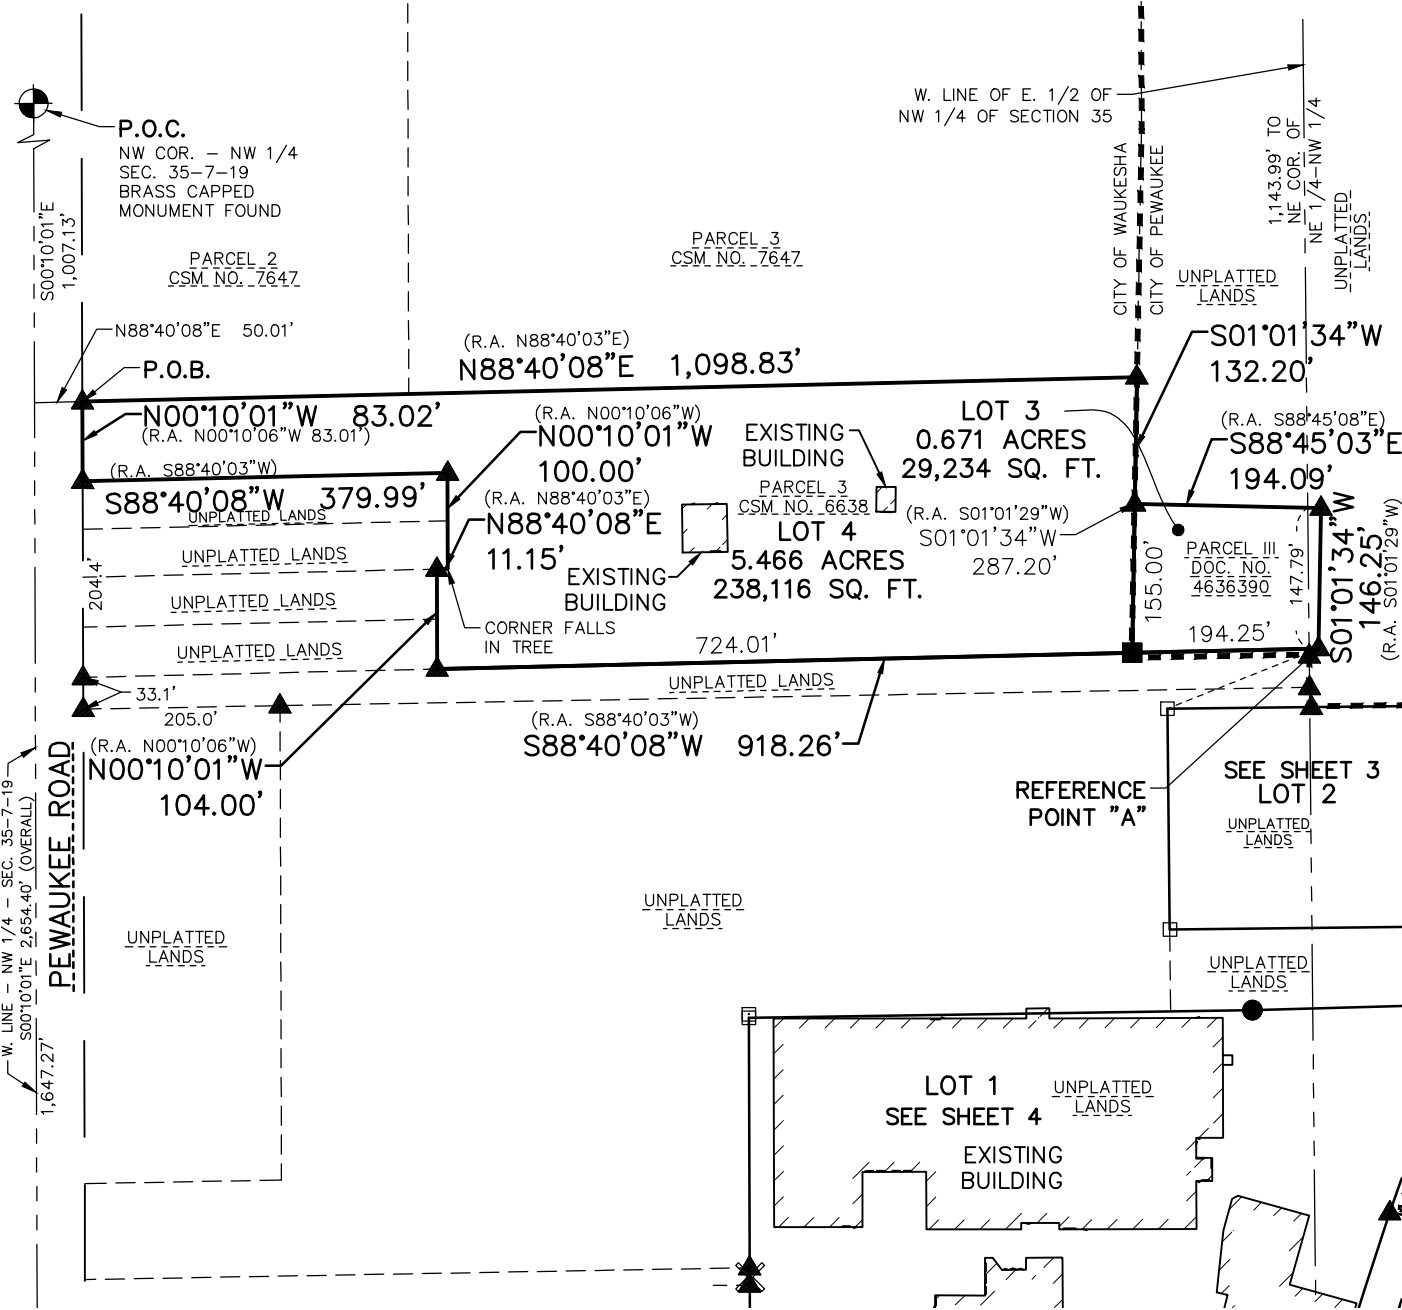 W. LINE OF E. 1/2 OF
NW 1/4 OF SECTION 35
P.O.C.
NW COR. – NW 1/4
SEC. 35–7–19
BRASS CAPPED
MONUMENT FOUND
S00°10'01"E
1,007.13'
PARCEL 2
CSM NO. 7647
PARCEL 3
CSM NO. 7647
CITY OF WAUKESHA
CITY OF PEWAUKEE
1,143.99' TO
NE COR. OF
NE 1/4–NW 1/4
UNPLATTED
LANDS
UNPLATTED
LANDS
N88°40'08"E 50.01'
P.O.B.
(R.A. N88°40'03"E)
N88°40'08"E 1,098.83'
S01°01'34"W
132.20'
N00°10'01"W 83.02'
(R.A. N00°10'06"W 83.01')
(R.A. N00°10'06"W)
N00°10'01"W
100.00'
EXISTING
BUILDING
LOT 3
0.671 ACRES
29,234 SQ. FT.
(R.A. S88°45'08"E)
S88°45'03"E
194.09'
(R.A. S88°40'03"W)
S88°40'08"W 379.99'
UNPLATTED LANDS
(R.A. N88°40'03"E)
N88°40'08"E
11.15'
PARCEL 3
CSM NO. 6638
LOT 4
5.466 ACRES
238,116 SQ. FT.
(R.A. S01°01'29"W)
S01°01'34"W
287.20'
155.00'
PARCEL III
DOC. NO.
4636390
147.79'
S01°01'34"W
146.25'
(R.A. S01°01'29"W)
UNPLATTED LANDS
204.4'
UNPLATTED LANDS
EXISTING
BUILDING
CORNER FALLS
IN TREE
724.01'
194.25'
UNPLATTED LANDS
UNPLATTED LANDS
33.1'
205.0'
(R.A. S88°40'03"W)
S88°40'08"W 918.26'
(R.A. N00°10'06"W)
N00°10'01"W
104.00'
REFERENCE
POINT "A"
SEE SHEET 3
LOT 2
UNPLATTED
LANDS
W. LINE – NW 1/4 – SEC. 35–7–19
S00°10'01"E 2,654.40' (OVERALL)
PEWAUKEE ROAD
1,647.27'
UNPLATTED
LANDS
UNPLATTED
LANDS
UNPLATTED
LANDS
LOT 1
SEE SHEET 4
UNPLATTED
LANDS
EXISTING
BUILDING